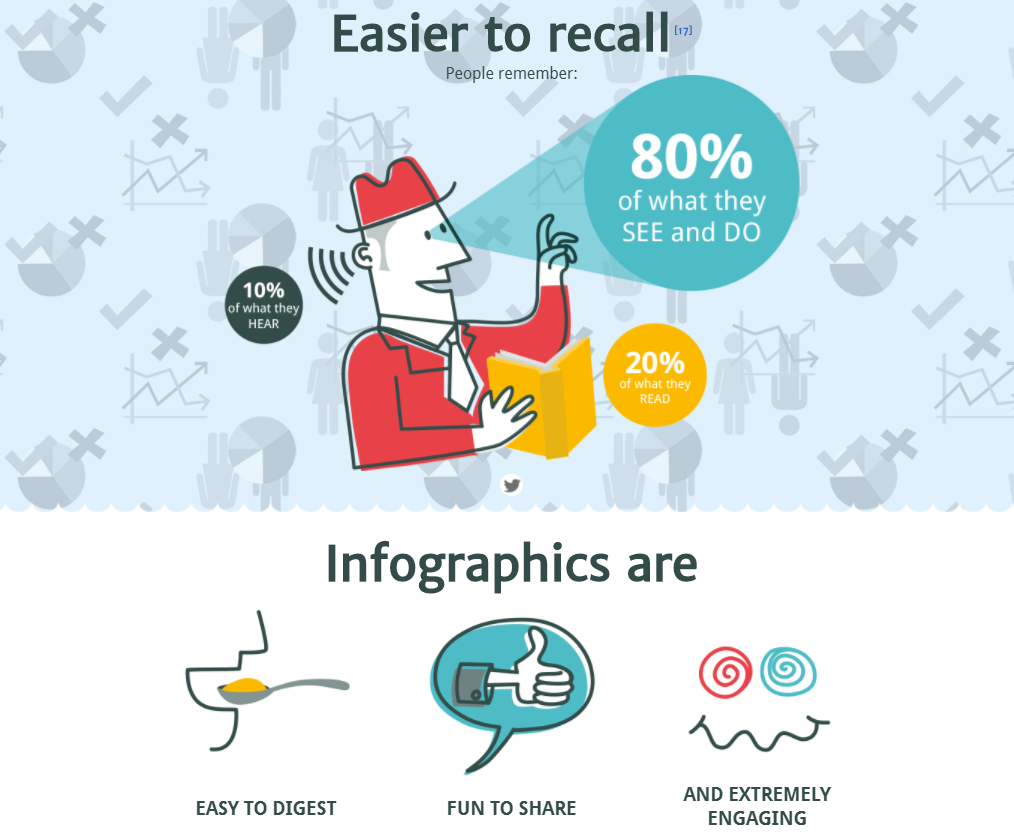 Easier to recall [17]
People remember:
80%
of what they
SEE and DO
10%
of what they
HEAR
20%
of what they
READ
Infographics are
EASY TO DIGEST
FUN TO SHARE
AND EXTREMELY
ENGAGING